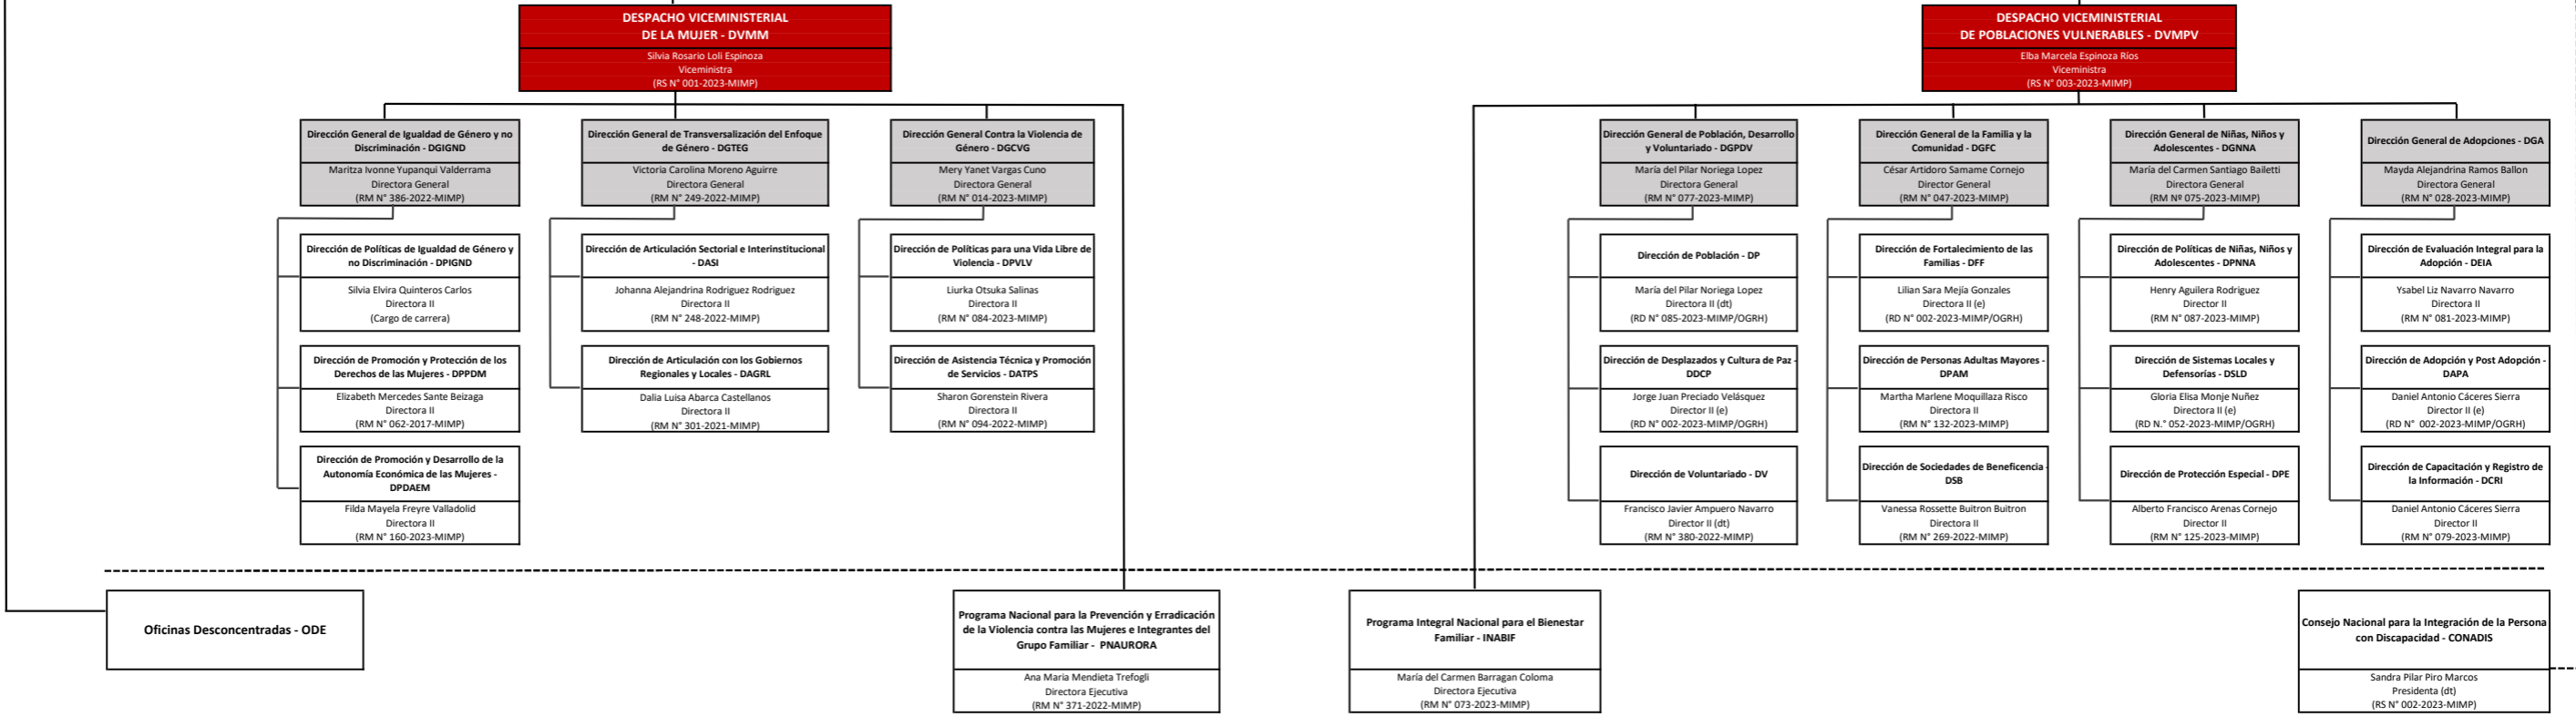 DESPACHO VICEMINISTERIAL
DE LA MUJER - DVMM
Silvia Rosario Loli Espinoza
Viceministra
(RS N° 001-2023-MIMP)
Dirección General de Igualdad de Género y no
Discriminación - DGIGND
Maritza Ivonne Yupanqui Valderrama
Directora General
(RM N° 386-2022-MIMP)
Dirección de Políticas de Igualdad de Género y
no Discriminación - DPIGND
Silvia Elvira Quinteros Carlos
Directora II
(Cargo de carrera)
Dirección de Promoción y Protección de los
Derechos de las Mujeres - DPPDM
Elizabeth Mercedes Sante Beizaga
Directora II
(RM N° 062-2017-MIMP)
Dirección de Promoción y Desarrollo de la
Autonomía Económica de las Mujeres -
DPDAEM
Filda Mayela Freyre Valladolid
Directora II
(RM N° 160-2023-MIMP)
Dirección General de Transversalización del Enfoque
de Género - DGTEG
Victoria Carolina Moreno Aguirre
Directora General
(RM N° 249-2022-MIMP)
Dirección de Articulación Sectorial e Interinstitucional
- DASI
Johanna Alejandrina Rodriguez Rodriguez
Directora II
(RM N° 248-2022-MIMP)
Dirección de Articulación con los Gobiernos
Regionales y Locales - DAGRL
Dalia Luisa Abarca Castellanos
Directora II
(RM N° 301-2021-MIMP)
Dirección General Contra la Violencia de
Género - DGCVG
Mery Yanet Vargas Cuno
Directora General
(RM N° 014-2023-MIMP)
Dirección de Políticas para una Vida Libre de
Violencia - DPVLV
Liurka Otsuka Salinas
Directora II
(RM N° 084-2023-MIMP)
Dirección de Asistencia Técnica y Promoción
de Servicios - DATPS
Sharon Gorenstein Rivera
Directora II
(RM N° 094-2022-MIMP)
DESPACHO VICEMINISTERIAL
DE POBLACIONES VULNERABLES - DVMPV
Elba Marcela Espinoza Ríos
Viceministra
(RS N° 003-2023-MIMP)
Dirección General de Población, Desarrollo
y Voluntariado - DGPDV
María del Pilar Noriega Lopez
Directora General
(RM N° 077-2023-MIMP)
Dirección de Población - DP
María del Pilar Noriega Lopez
Directora II (dt)
(RD N° 085-2023-MIMP/OGRH)
Dirección de Desplazados y Cultura de Paz -
DDCP
Jorge Juan Preciado Velásquez
Director II (e)
(RD N° 002-2023-MIMP/OGRH)
Dirección de Voluntariado - DV
Francisco Javier Ampuero Navarro
Director II (dt)
(RM N° 380-2022-MIMP)
Dirección General de la Familia y la
Comunidad - DGFC
César Artidoro Samame Cornejo
Director General
(RM N° 047-2023-MIMP)
Dirección de Fortalecimiento de las
Familias - DFF
Lilian Sara Mejía Gonzales
Directora II (e)
(RD N° 002-2023-MIMP/OGRH)
Dirección de Personas Adultas Mayores -
DPAM
Martha Marlene Moquillaza Risco
Directora II
(RM N° 132-2023-MIMP)
Dirección de Sociedades de Beneficencia -
DSB
Vanessa Rossette Buitron Buitron
Directora II
(RM N° 269-2022-MIMP)
Dirección General de Niñas, Niños y
Adolescentes - DGNNA
María del Carmen Santiago Bailetti
Directora General
(RM Nº 075-2023-MIMP)
Dirección de Políticas de Niñas, Niños y
Adolescentes - DPNNA
Henry Aguilera Rodriguez
Director II
(RM N° 087-2023-MIMP)
Dirección de Sistemas Locales y
Defensorías - DSLD
Gloria Elisa Monje Nuñez
Directora II (e)
(RD N.° 052-2023-MIMP/OGRH)
Dirección de Protección Especial - DPE
Alberto Francisco Arenas Cornejo
Director II
(RM N° 125-2023-MIMP)
Dirección General de Adopciones - DGA
Mayda Alejandrina Ramos Ballon
Directora General
(RM N° 028-2023-MIMP)
Dirección de Evaluación Integral para la
Adopción - DEIA
Ysabel Liz Navarro Navarro
Directora II
(RM N° 081-2023-MIMP)
Dirección de Adopción y Post Adopción -
DAPA
Daniel Antonio Cáceres Sierra
Director II (e)
(RD N° 002-2023-MIMP/OGRH)
Dirección de Capacitación y Registro de
la Información - DCRI
Daniel Antonio Cáceres Sierra
Director II
(RM N° 079-2023-MIMP)
Oficinas Desconcentradas - ODE
Programa Nacional para la Prevención y Erradicación
de la Violencia contra las Mujeres e Integrantes del
Grupo Familiar - PNAURORA
Ana Maria Mendieta Trefogli
Directora Ejecutiva
(RM N° 371-2022-MIMP)
Programa Integral Nacional para el Bienestar
Familiar - INABIF
María del Carmen Barragan Coloma
Directora Ejecutiva
(RM N° 073-2023-MIMP)
Consejo Nacional para la Integración de la Persona
con Discapacidad - CONADIS
Sandra Pilar Piro Marcos
Presidenta (dt)
(RS N° 002-2023-MIMP)